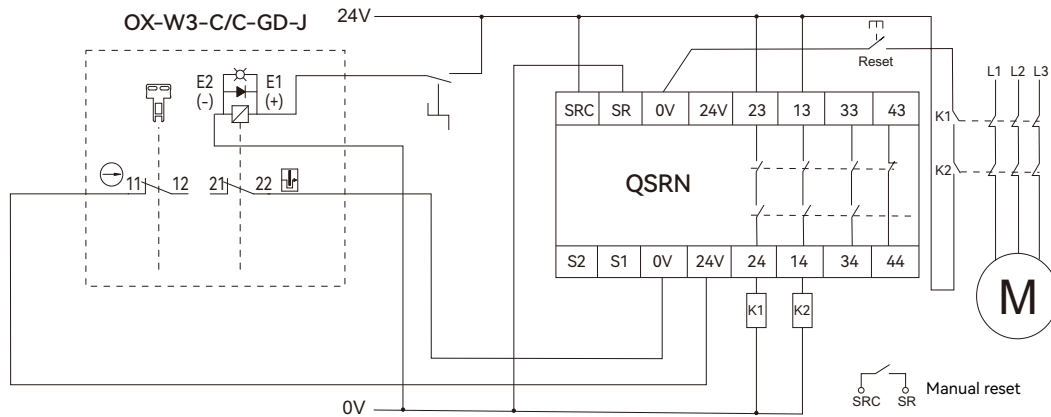 OX-W3-C/C-GD-J
24V
E2
(-)
E1
(+)
11
12
21
22
Reset
L1 L2 L3
SRC SR 0V 24V 23 13 33 43
QSRN
S2 S1 0V 24V 24 14 34 44
K1
K2
K1
K2
M
0V
SRC
SR
Manual reset